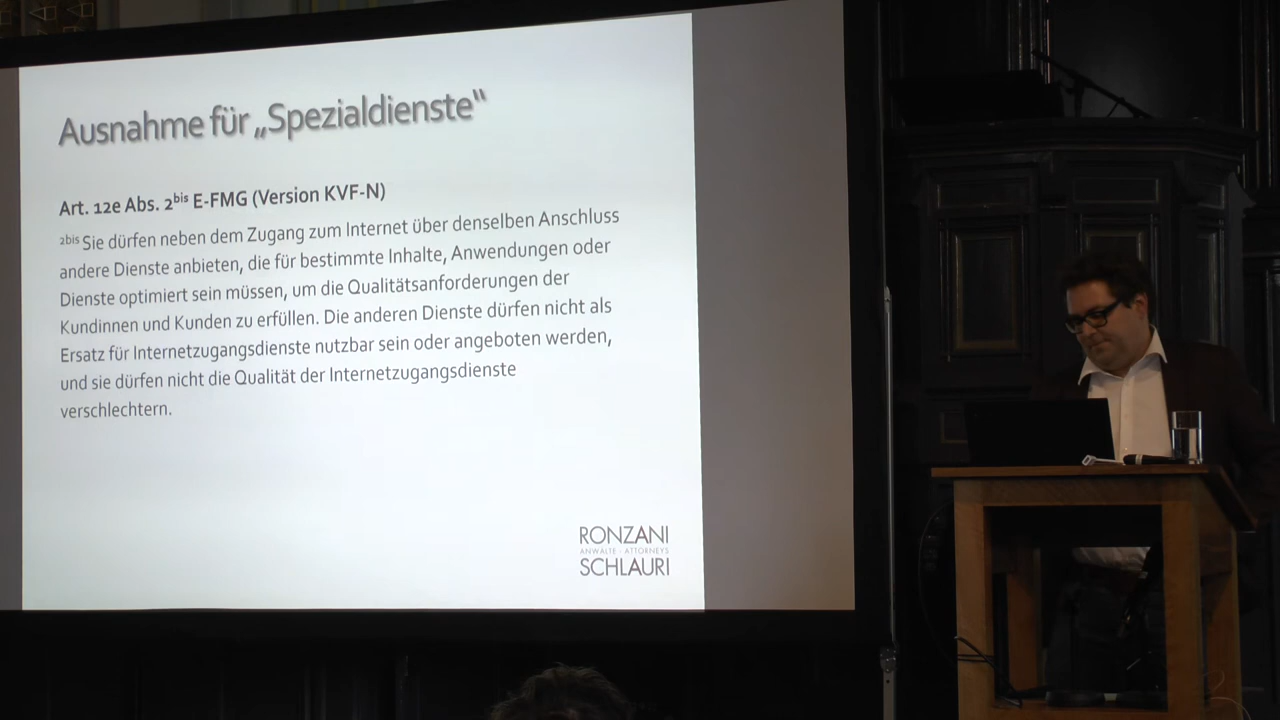 Ausnahme für „Spezialdienste“
Art. 12e Abs. 2bis E-FMG (Version KVF-N)
2bis Sie dürfen neben dem Zugang zum Internet über denselben Anschluss
andere Dienste anbieten, die für bestimmte Inhalte, Anwendungen oder
Dienste optimiert sein müssen, um die Qualitätsanforderungen der
Kundinnen und Kunden zu erfüllen. Die anderen Dienste dürfen nicht als
Ersatz für Internetzugangsdienste nutzbar sein oder angeboten werden,
und sie dürfen nicht die Qualität der Internetzugangsdienste
verschlechtern.
RONZANI
ANWÄLTE · ATTORNEYS
SCHLAURI